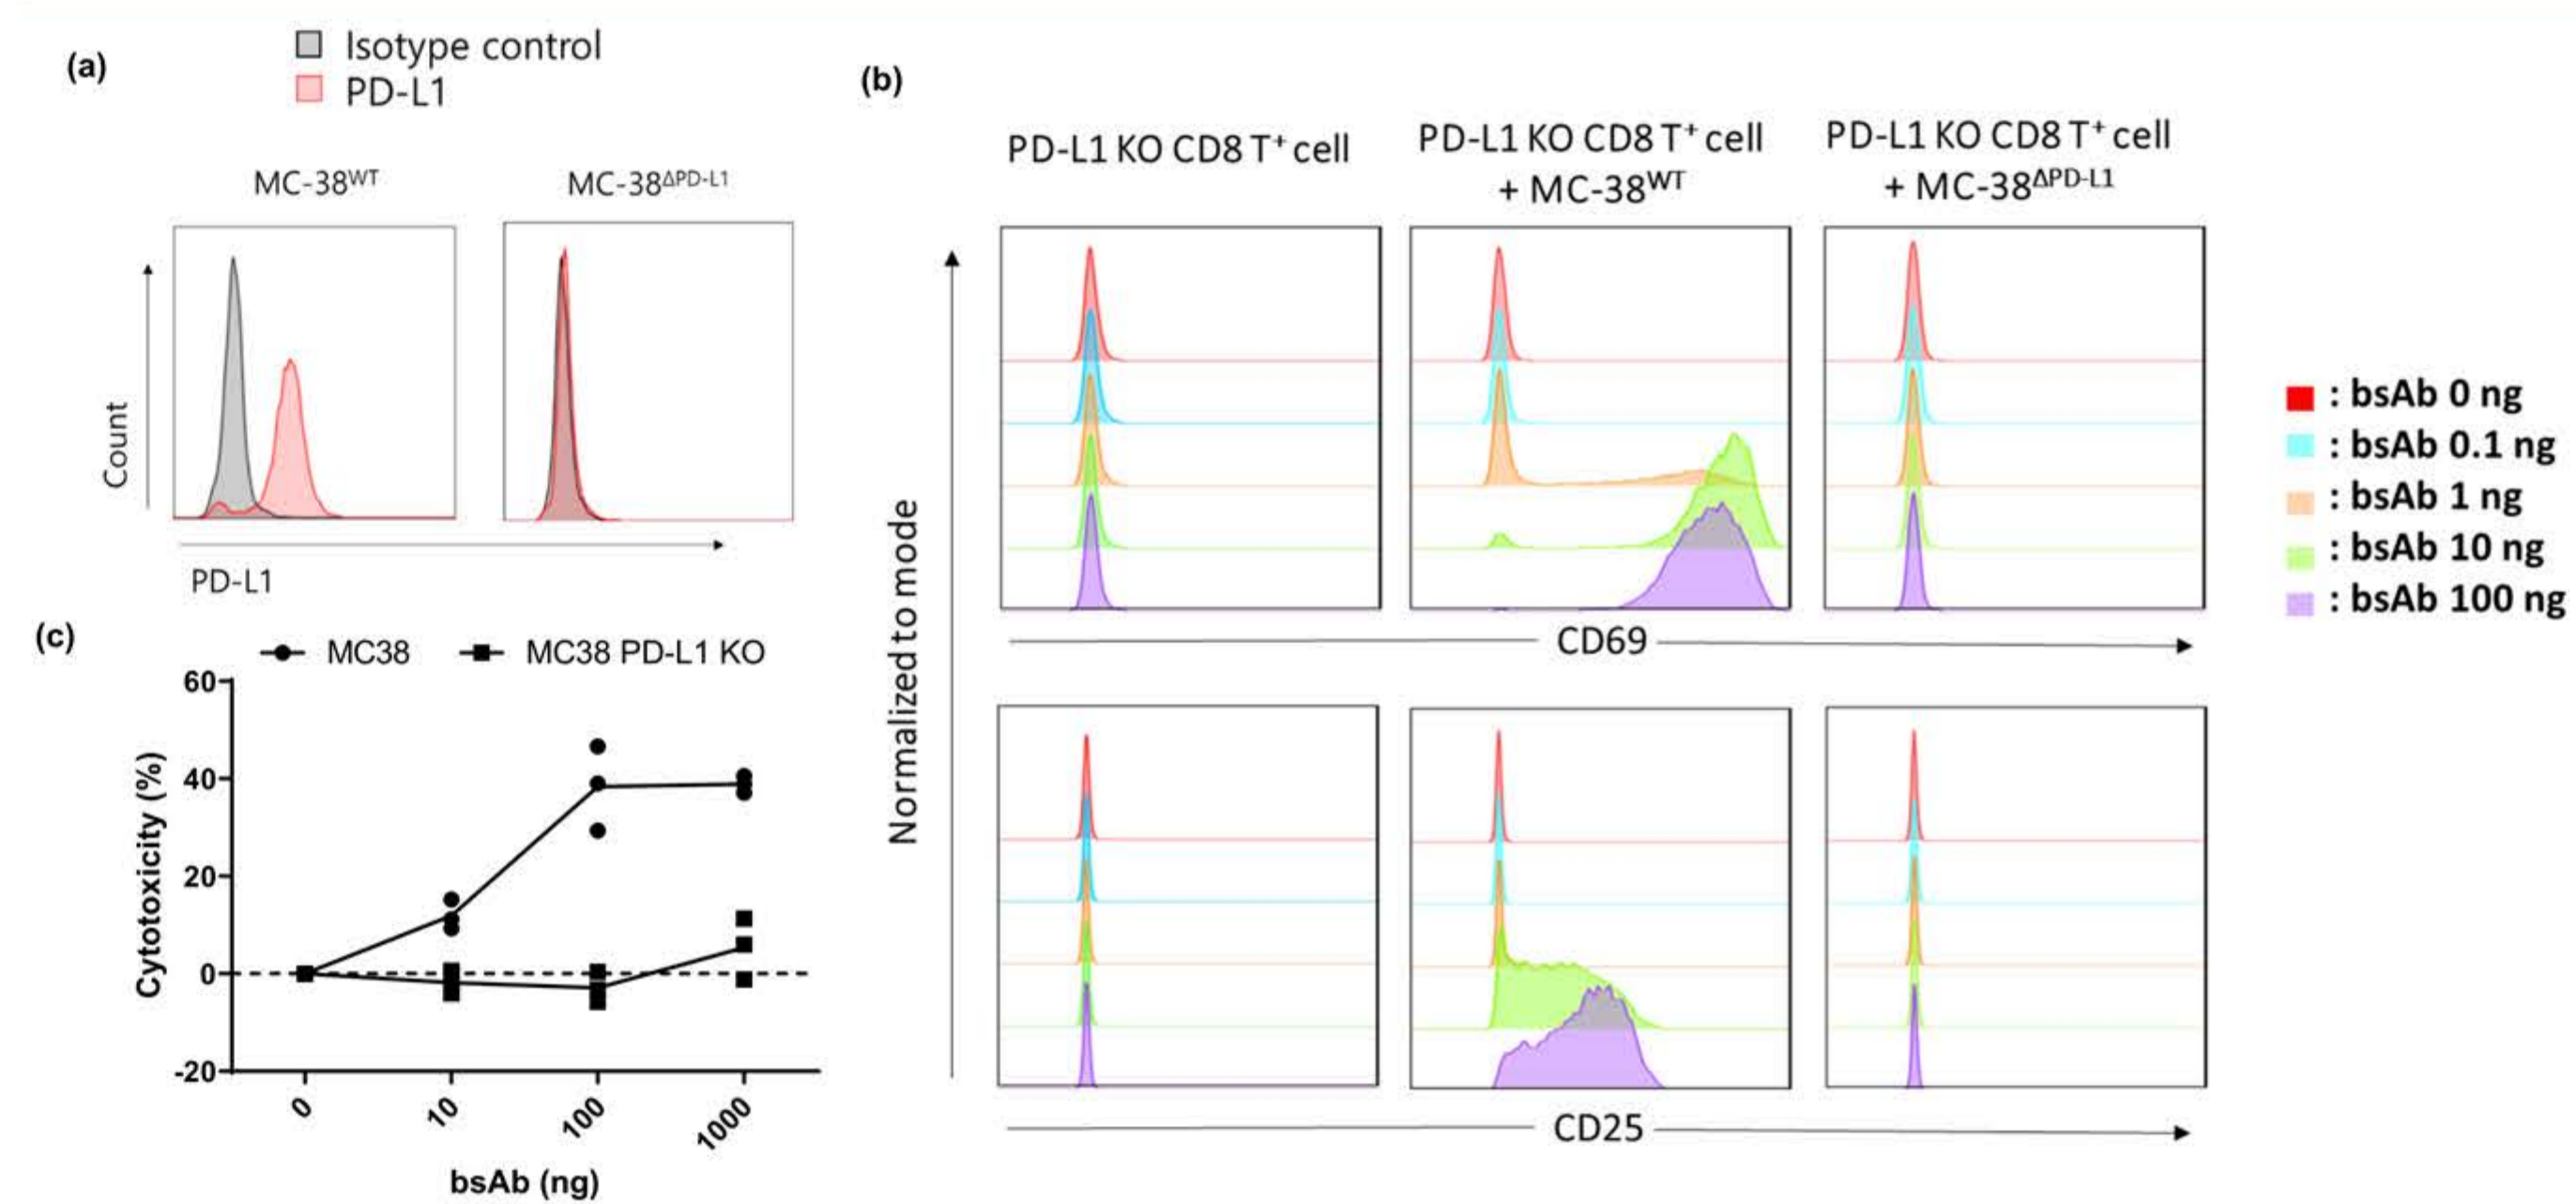 (a)
Isotype control
PD-L1
MC-38ᵂᵀ
MC-38ᐃᴾᴰ⁻ᴸ¹
Count
PD-L1
(b)
PD-L1 KO CD8 T⁺ cell
PD-L1 KO CD8 T⁺ cell
+ MC-38ᵂᵀ
PD-L1 KO CD8 T⁺ cell
+ MC-38ᐃᴾᴰ⁻ᴸ¹
Normalized to mode
CD69
CD25
: bsAb 0 ng
: bsAb 0.1 ng
: bsAb 1 ng
: bsAb 10 ng
: bsAb 100 ng
(c)
MC38
MC38 PD-L1 KO
Cytotoxicity (%)
60
40
20
0
-20
0
10
100
1000
bsAb (ng)